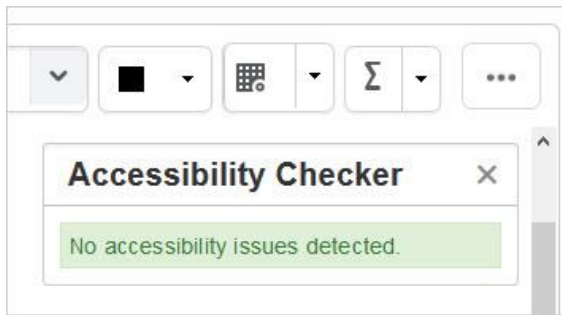 Σ
Accessibility Checker
No accessibility issues detected.